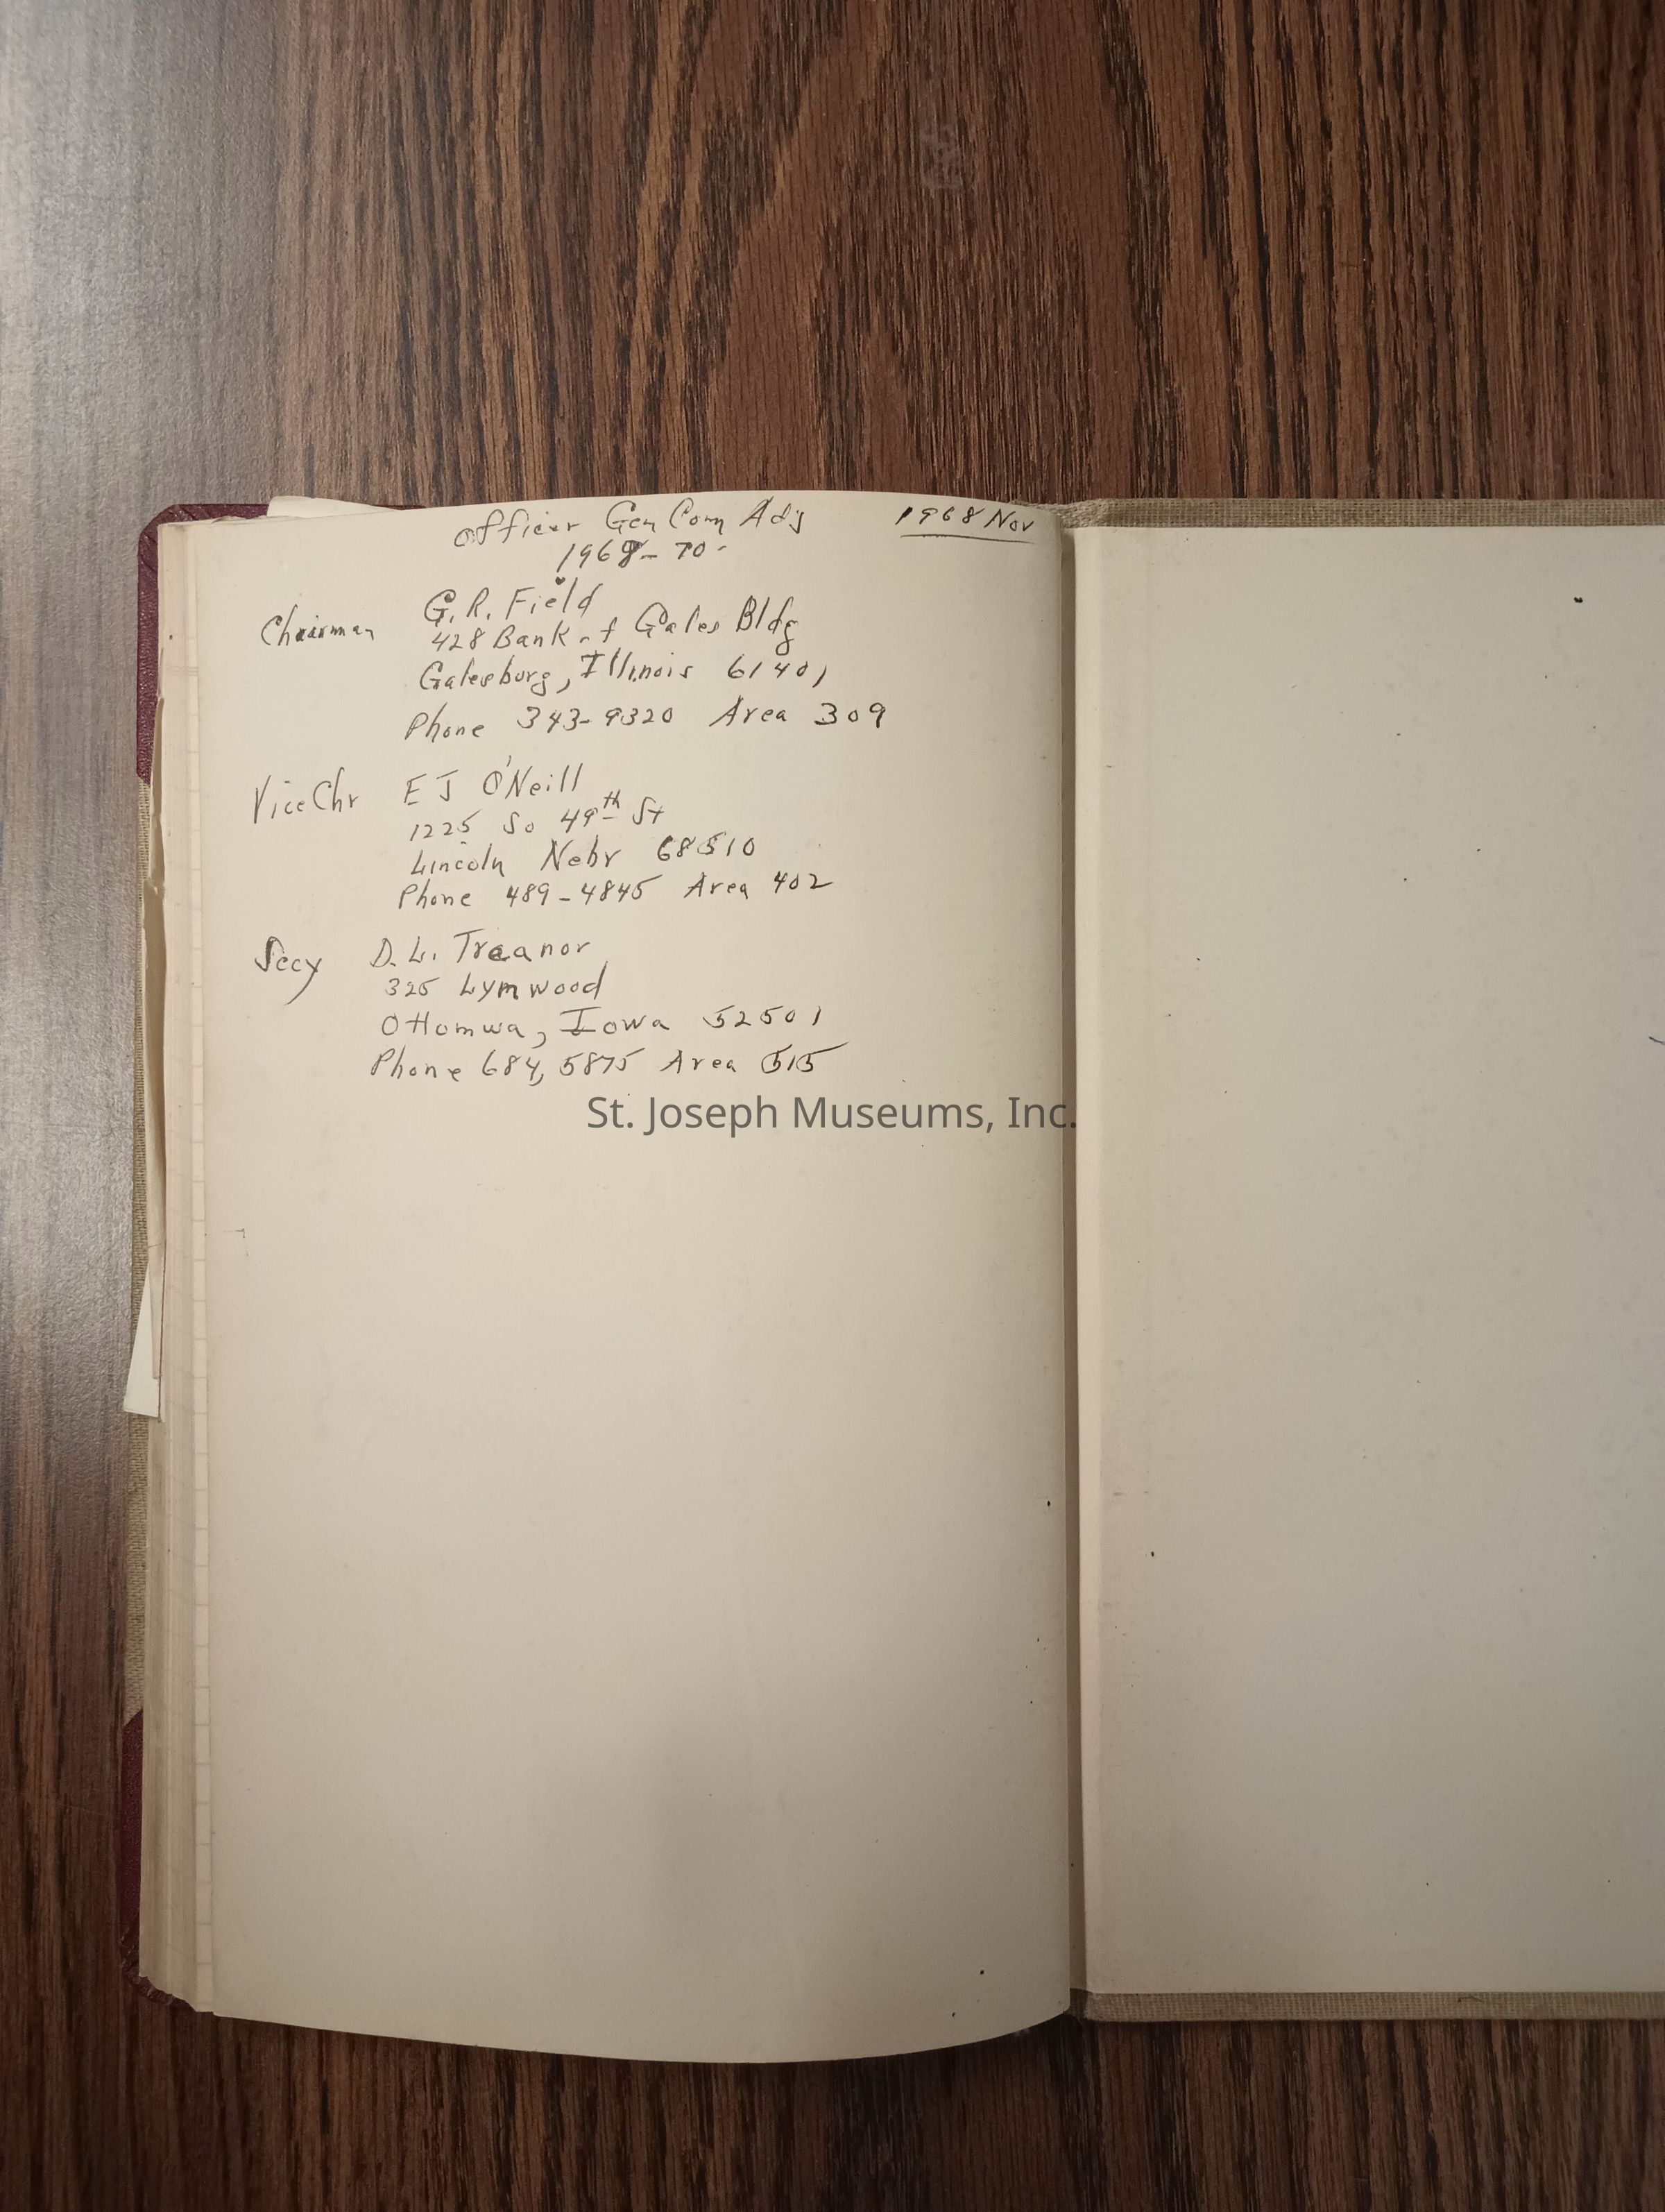 Officer Gen Com Adj 1968 Nov
1968-70-
Chairman G.R. Field
428 Bank of Gales Bldg
Galesburg, Illinois 61401
Phone 343-9320 Area 309
Vice Chr E J O'Neill
1225 So 49th St
Lincoln Nebr 68510
Phone 489-4845 Area 402
Secy D.L. Treanor
325 Lymwood
Ottomwa, Iowa 52501
Phone 684,5875 Area 515
St. Joseph Museums, Inc.